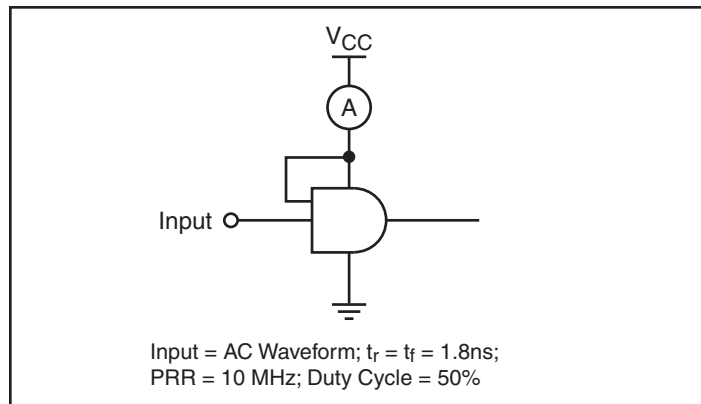 VCC
A
Input
Input = AC Waveform; tr = tf = 1.8ns;
PRR = 10 MHz; Duty Cycle = 50%